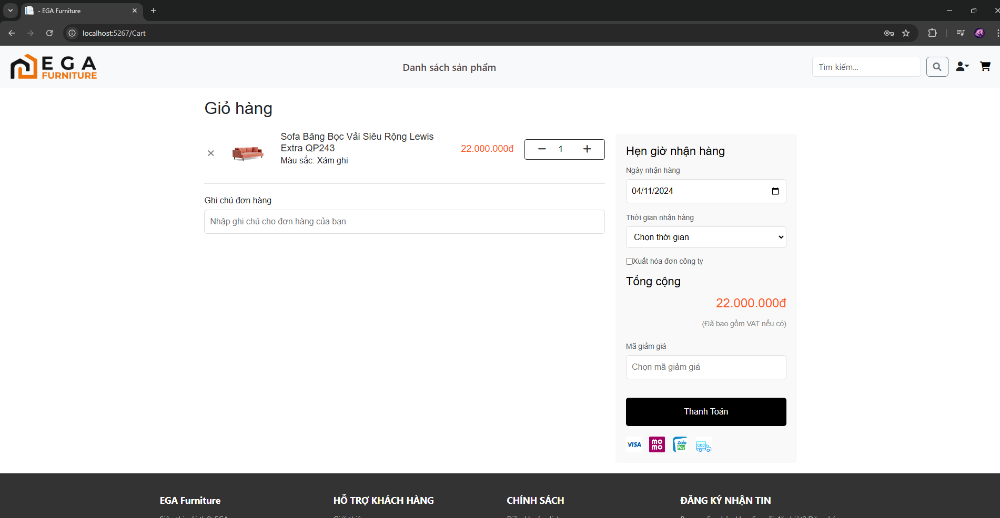 - EGA Furniture
localhost:5267/Cart
EGA
FURNITURE
Danh sách sản phẩm
Tìm kiếm...
Giỏ hàng
Sofa Băng Bọc Vải Siêu Rộng Lewis
Extra QP243
Màu sắc: Xám ghi
22.000.000đ
1
Ghi chú đơn hàng
Nhập ghi chú cho đơn hàng của bạn
Hẹn giờ nhận hàng
Ngày nhận hàng
04/11/2024
Thời gian nhận hàng
Chọn thời gian
Xuất hóa đơn công ty
Tổng cộng
22.000.000đ
(Đã bao gồm VAT nếu có)
Mã giảm giá
Chọn mã giảm giá
Thanh Toán
VISA
mo
mo
Zalo
Pay
COD
EGA Furniture
HỖ TRỢ KHÁCH HÀNG
CHÍNH SÁCH
ĐĂNG KÝ NHẬN TIN